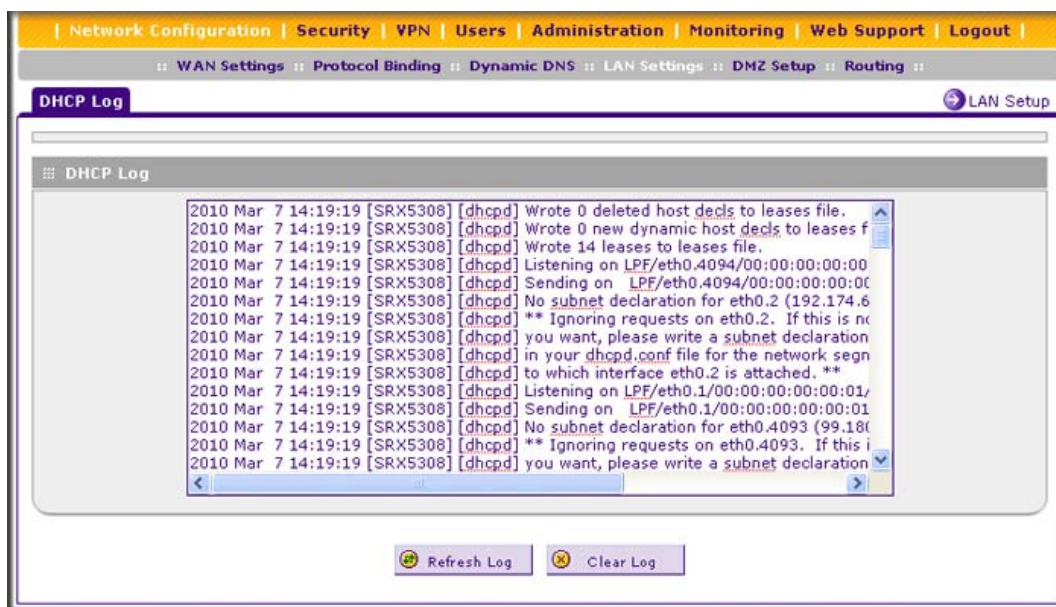 | Network Configuration | Security | VPN | Users | Administration | Monitoring | Web Support | Logout |
:: WAN Settings :: Protocol Binding :: Dynamic DNS :: LAN Settings :: DMZ Setup :: Routing ::
DHCP Log
LAN Setup
DHCP Log
2010 Mar 7 14:19:19 [SRX5308] [dhcpd] Wrote 0 deleted host decls to leases file.
2010 Mar 7 14:19:19 [SRX5308] [dhcpd] Wrote 0 new dynamic host decls to leases f
2010 Mar 7 14:19:19 [SRX5308] [dhcpd] Wrote 14 leases to leases file.
2010 Mar 7 14:19:19 [SRX5308] [dhcpd] Listening on LPF/eth0.4094/00:00:00:00:00
2010 Mar 7 14:19:19 [SRX5308] [dhcpd] Sending on LPF/eth0.4094/00:00:00:00:00
2010 Mar 7 14:19:19 [SRX5308] [dhcpd] No subnet declaration for eth0.2 (192.174.6
2010 Mar 7 14:19:19 [SRX5308] [dhcpd] ** Ignoring requests on eth0.2. If this is no
2010 Mar 7 14:19:19 [SRX5308] [dhcpd] you want, please write a subnet declaration
2010 Mar 7 14:19:19 [SRX5308] [dhcpd] in your dhcpd.conf file for the network segn
2010 Mar 7 14:19:19 [SRX5308] [dhcpd] to which interface eth0.2 is attached. **
2010 Mar 7 14:19:19 [SRX5308] [dhcpd] Listening on LPF/eth0.1/00:00:00:00:00:01/
2010 Mar 7 14:19:19 [SRX5308] [dhcpd] Sending on LPF/eth0.1/00:00:00:00:00:01
2010 Mar 7 14:19:19 [SRX5308] [dhcpd] No subnet declaration for eth0.4093 (99.180
2010 Mar 7 14:19:19 [SRX5308] [dhcpd] ** Ignoring requests on eth0.4093. If this i
2010 Mar 7 14:19:19 [SRX5308] [dhcpd] you want, please write a subnet declaration
Refresh Log
Clear Log